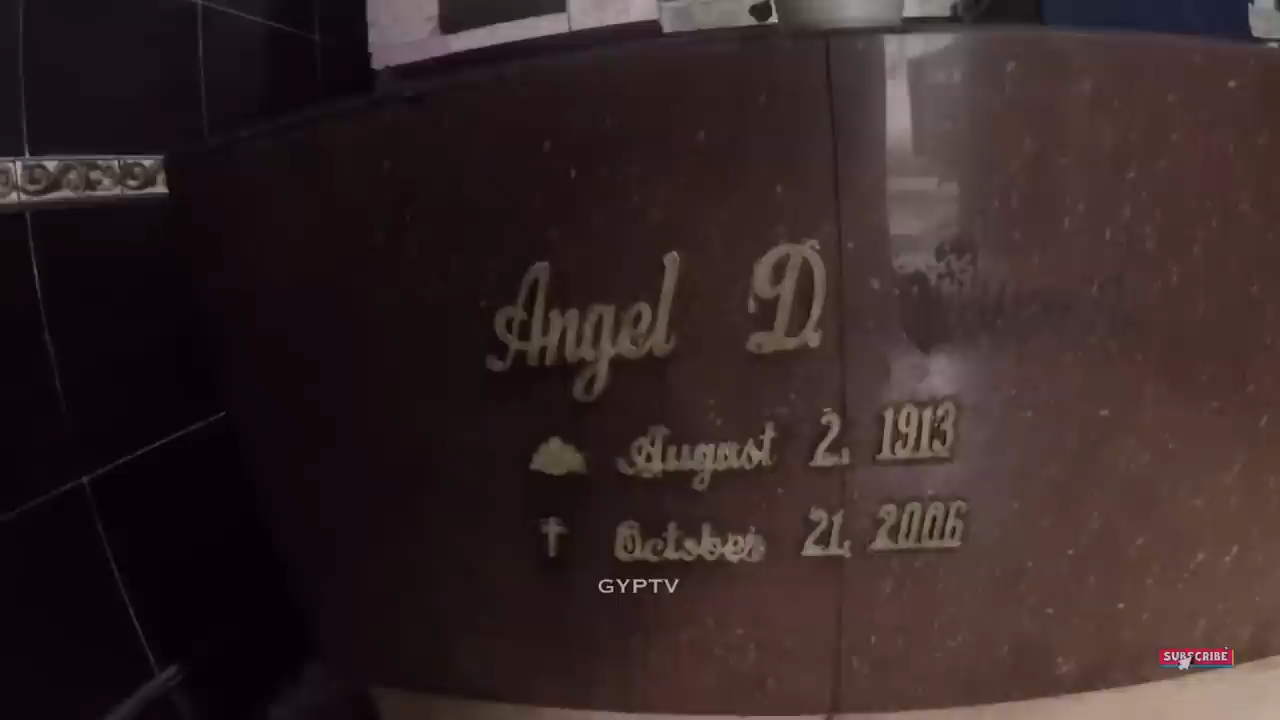 Angel D.
August 2, 1913
October 21, 2006
GYPTV
SUBSCRIBE